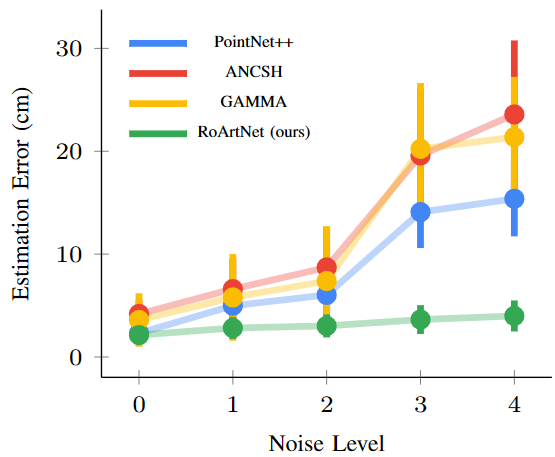 30
20
10
0
Estimation Error (cm)
PointNet++
ANCSH
GAMMA
RoArtNet (ours)
0 1 2 3 4
Noise Level